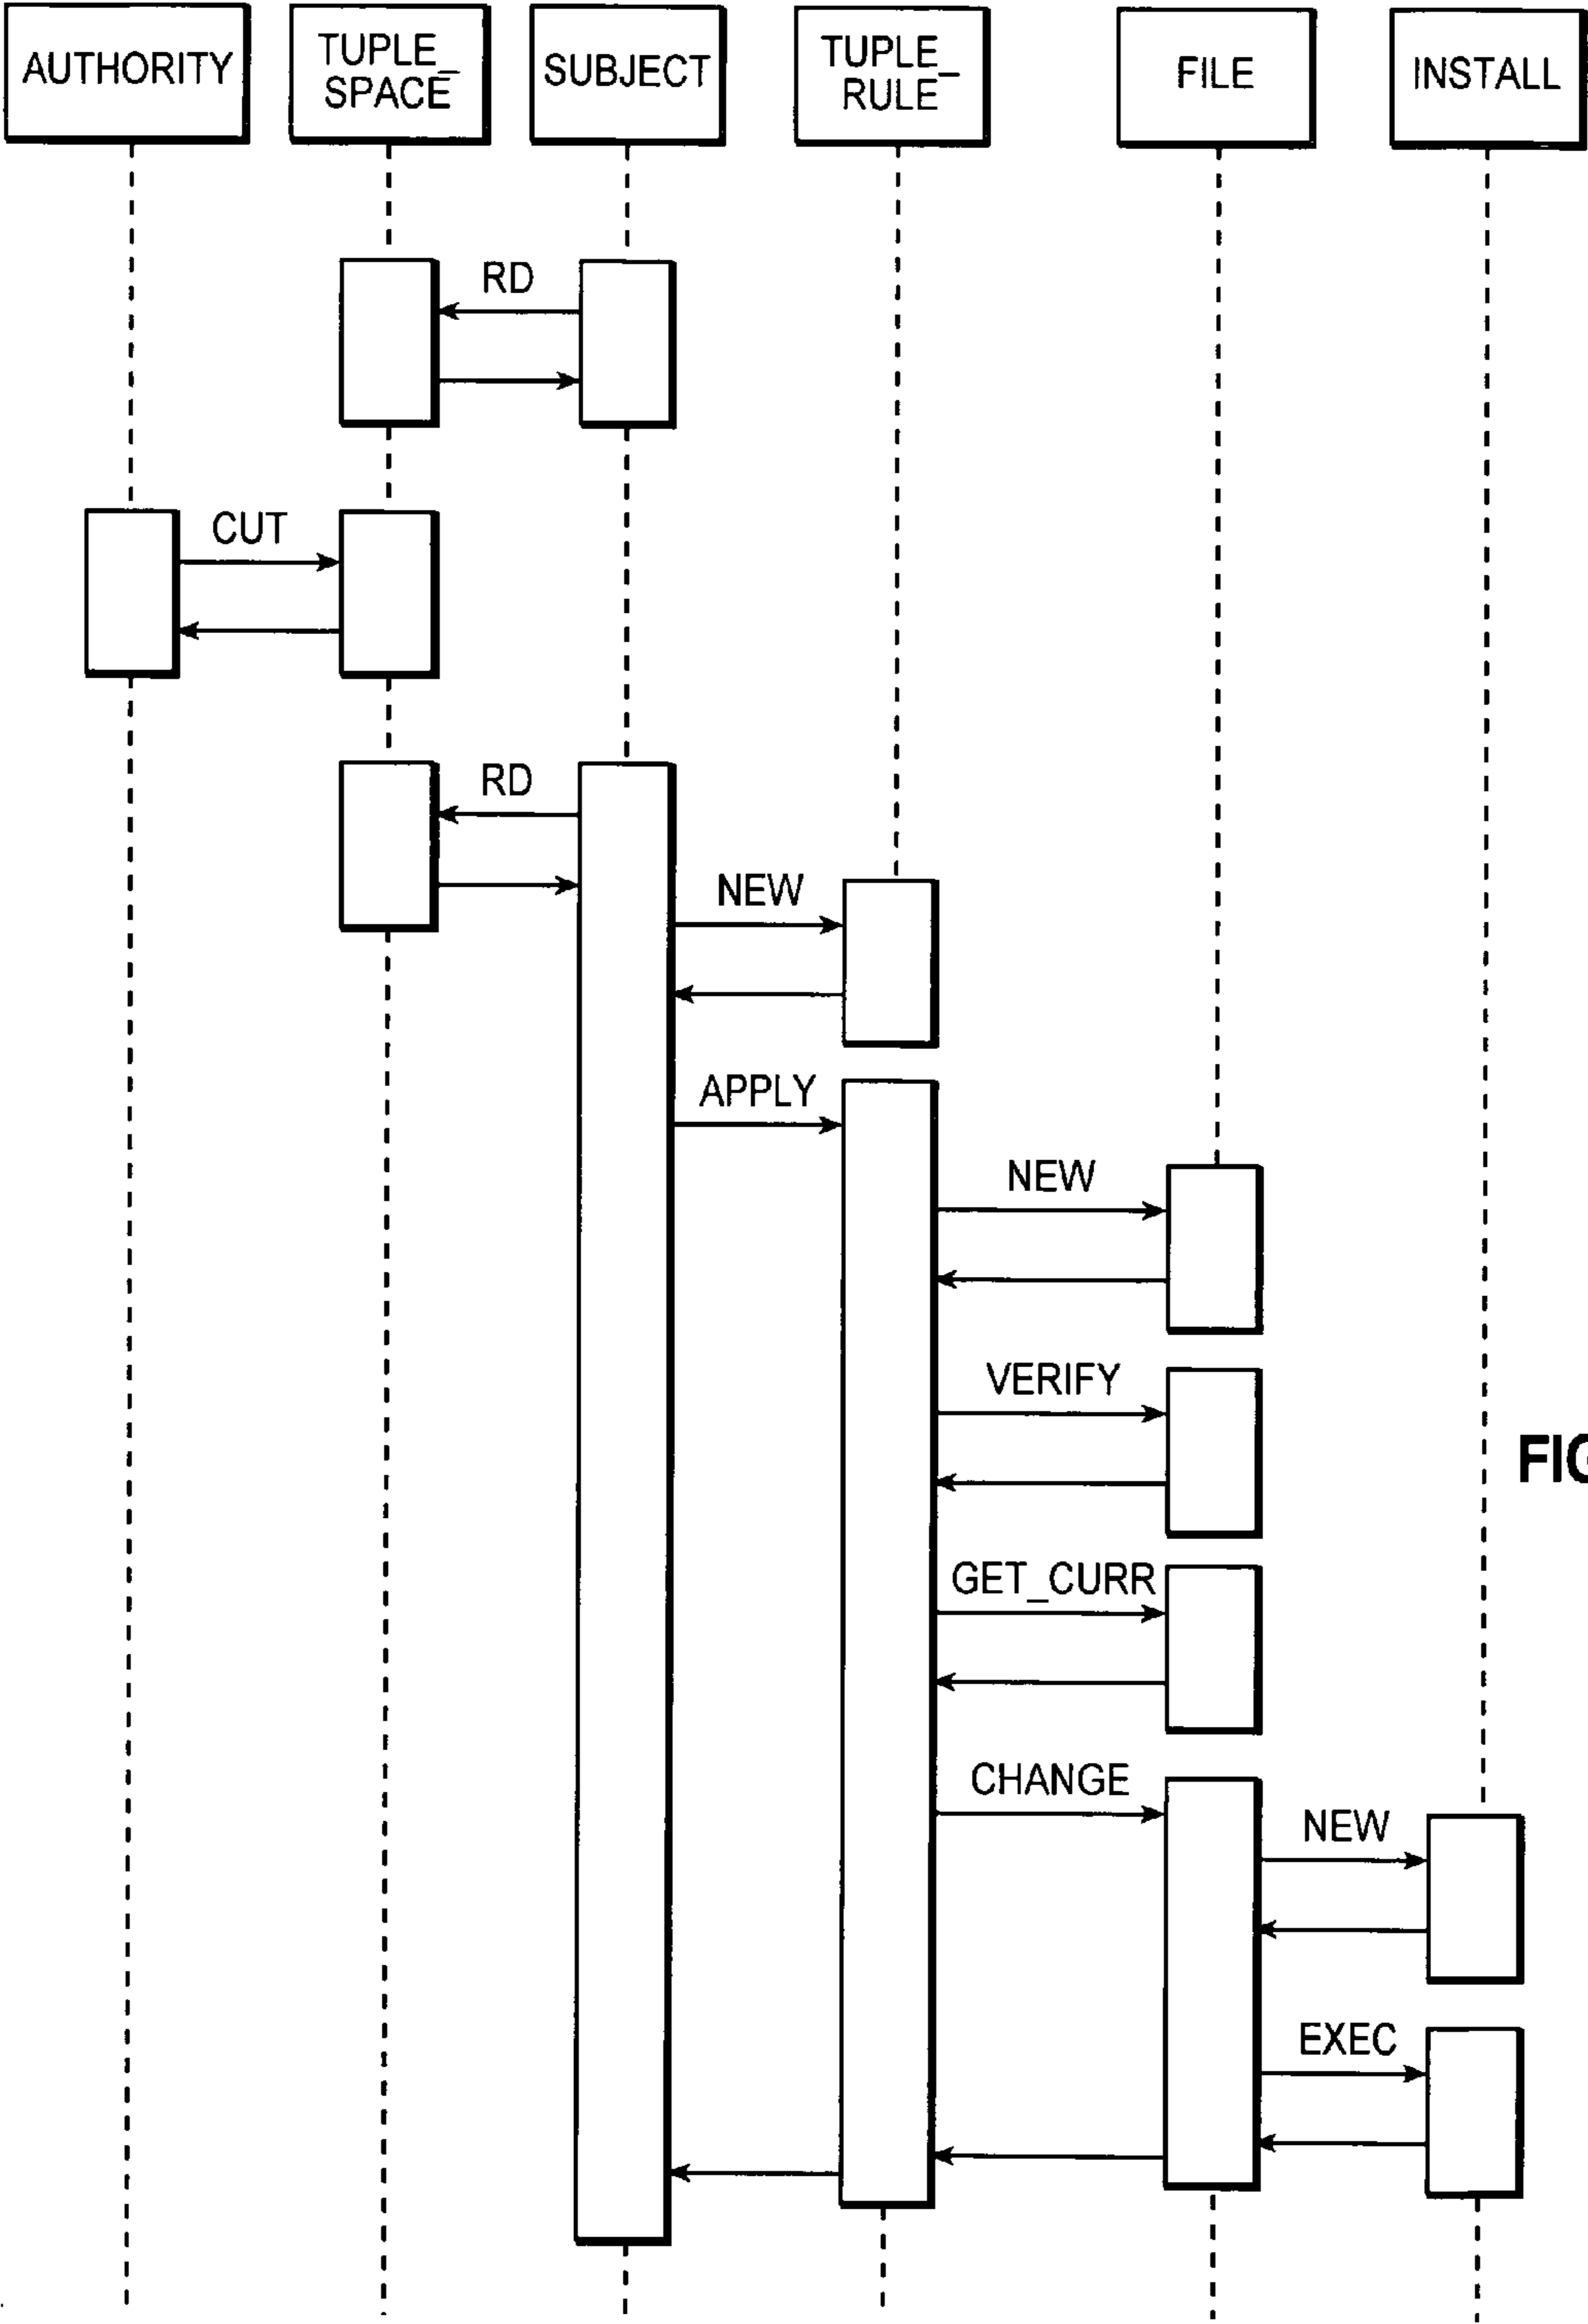 AUTHORITY
TUPLE_
SPACE
SUBJECT
TUPLE_
RULE
FILE
INSTALL
RD
CUT
RD
NEW
APPLY
NEW
VERIFY
FIG
GET_CURR
CHANGE
NEW
EXEC